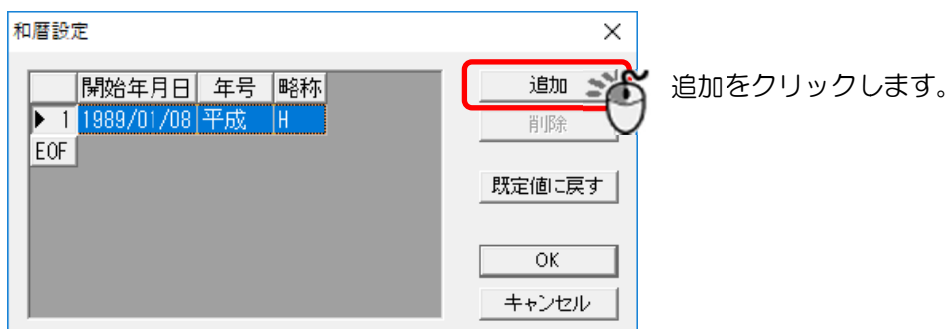 和暦設定
開始年月日 年号 略称
1 1989/01/08 平成 H
EOF
追加
削除
既定値に戻す
OK
キャンセル
追加をクリックします。